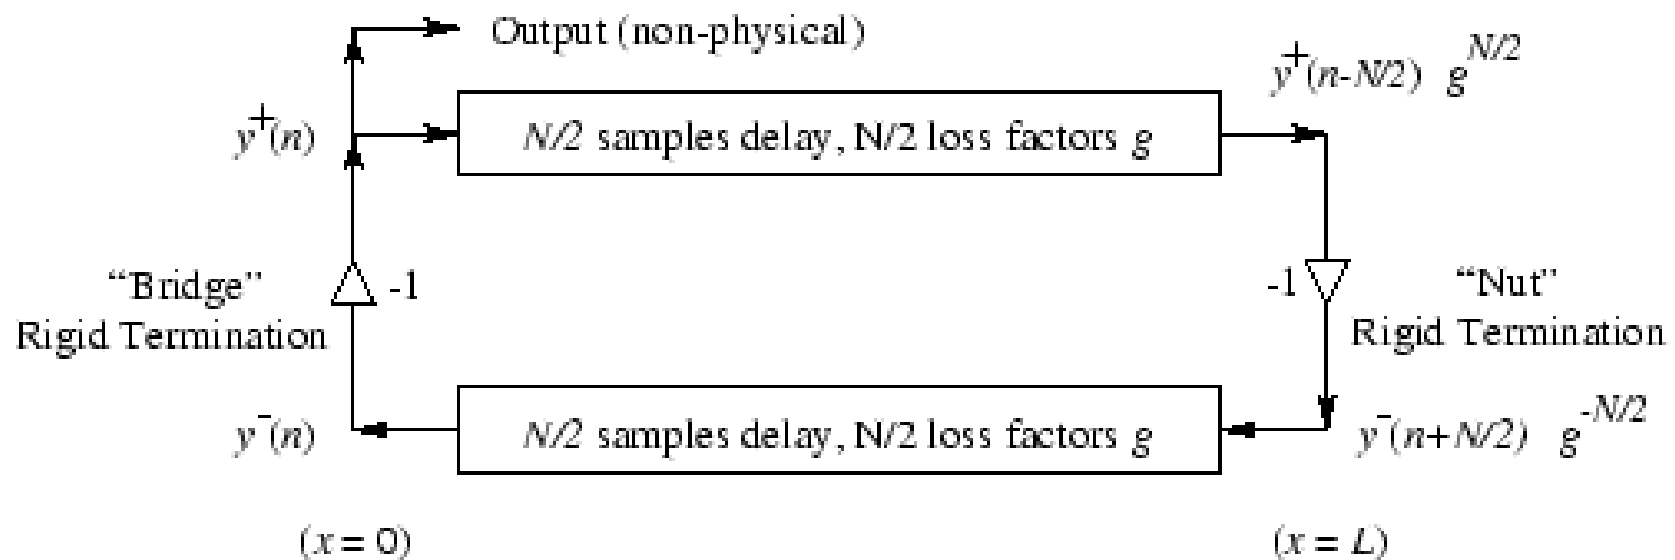 Output (non-physical)
y⁺(n-N/2) g^{N/2}
y⁺(n)
N/2 samples delay, N/2 loss factors g
“Bridge”
Rigid Termination
-1
-1
“Nut”
Rigid Termination
y⁻(n)
N/2 samples delay, N/2 loss factors g
y⁻(n+N/2) g^{-N/2}
(x = 0)
(x = L)